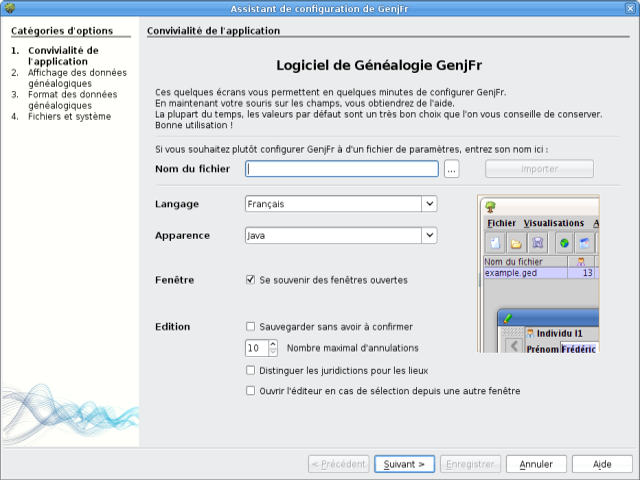 Assistant de configuration de GenjFr
Catégories d'options
1. Convivialité de
l'application
2. Affichage des données
généalogiques
3. Format des données
généalogiques
4. Fichiers et système
Convivialité de l'application
Logiciel de Généalogie GenjFr
Ces quelques écrans vous permettent en quelques minutes de configurer GenjFr.
En maintenant votre souris sur les champs, vous obtiendrez de l'aide.
La plupart du temps, les valeurs par défaut sont un très bon choix que l'on vous conseille de conserver.
Bonne utilisation !
Si vous souhaitez plutôt configurer GenjFr à d'un fichier de paramètres, entrez son nom ici :
Nom du fichier ... Importer
Langage Français
Apparence Java
Fenêtre Se souvenir des fenêtres ouvertes
Edition Sauvegarder sans avoir à confirmer
10 Nombre maximal d'annulations
Distinguer les juridictions pour les lieux
Ouvrir l'éditeur en cas de sélection depuis une autre fenêtre
Fichier Visualisations A
Nom du fichier
example.ged 13
Individu I1
Prénom Frédéric
< Précédent Suivant > Enregistrer Annuler Aide